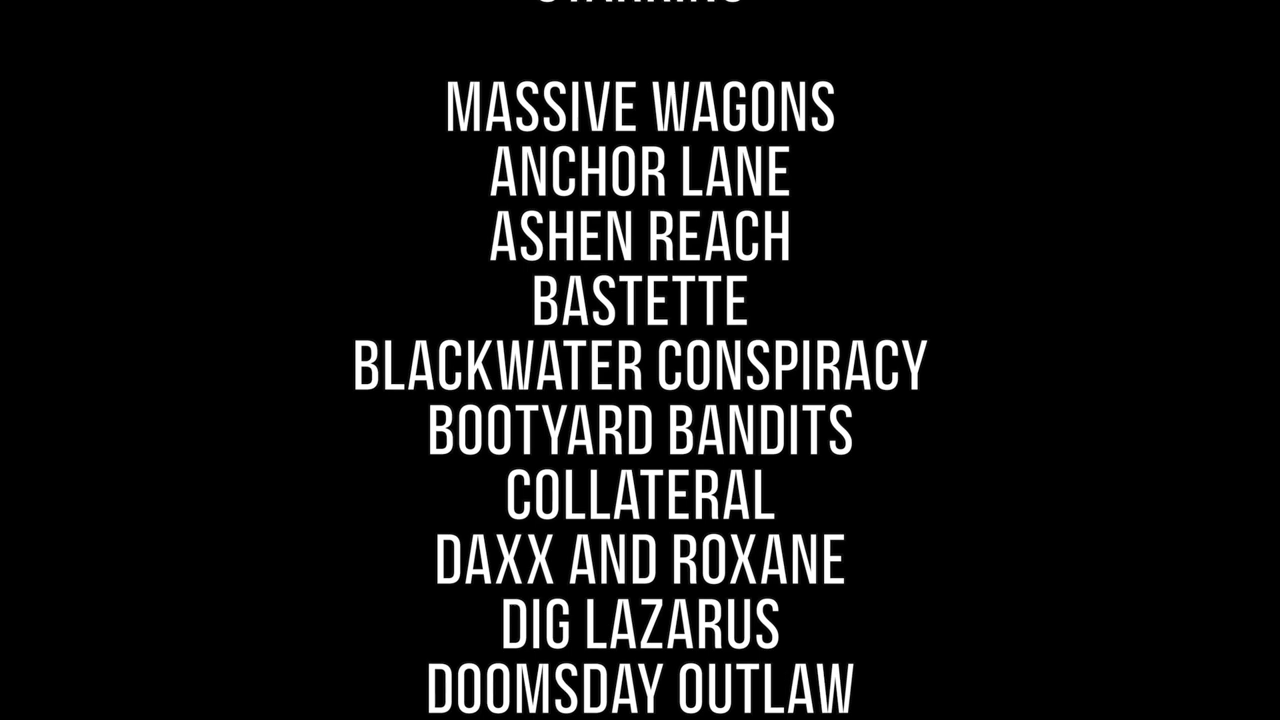 MASSIVE WAGONS
ANCHOR LANE
ASHEN REACH
BASTETTE
BLACKWATER CONSPIRACY
BOOTYARD BANDITS
COLLATERAL
DAXX AND ROXANE
DIG LAZARUS
DOOMSDAY OUTLAW